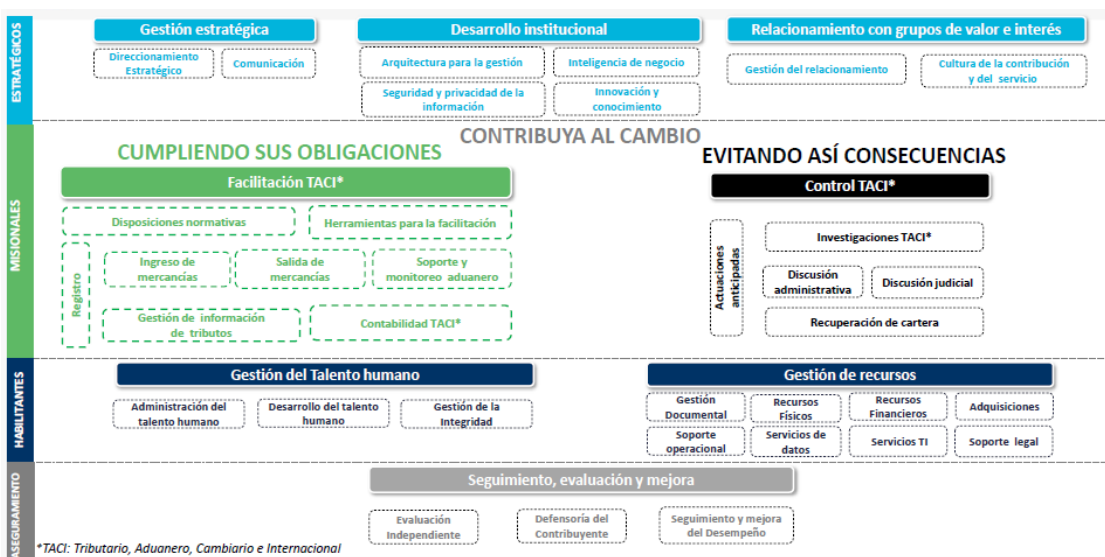 ESTRATÉGICOS
Gestión estratégica
Desarrollo institucional
Relacionamiento con grupos de valor e interés
Direccionamiento
Estratégico
Comunicación
Arquitectura para la gestión
Inteligencia de negocio
Seguridad y privacidad de la
información
Innovación y
conocimiento
Gestión del relacionamiento
Cultura de la contribución
y del servicio
MISIONALES
CONTRIBUYA AL CAMBIO
CUMPLIENDO SUS OBLIGACIONES
Facilitación TACI*
Disposiciones normativas
Herramientas para la facilitación
Registro
Ingreso de
mercancías
Salida de
mercancías
Soporte y
monitoreo aduanero
Gestión de información
de tributos
Contabilidad TACI*
EVITANDO ASÍ CONSECUENCIAS
Control TACI*
Actuaciones
anticipadas
Investigaciones TACI*
Discusión
administrativa
Discusión judicial
Recuperación de cartera
HABILITANTES
Gestión del Talento humano
Administración del
talento humano
Desarrollo del talento
humano
Gestión de la
Integridad
Gestión de recursos
Gestión
Documental
Recursos
Físicos
Recursos
Financieros
Adquisiciones
Soporte
operacional
Servicios de
datos
Servicios TI
Soporte legal
ASEGURAMIENTO
Seguimiento, evaluación y mejora
Evaluación
Independiente
Defensoría del
Contribuyente
Seguimiento y mejora
del Desempeño
*TACI: Tributario, Aduanero, Cambiario e Internacional